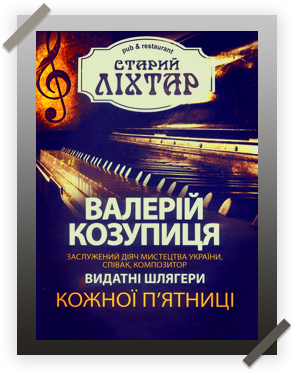 pub & restaurant
СТАРИЙ
ЛІХТАР
ВАЛЕРІЙ
КОЗУПИЦЯ
ЗАСЛУЖЕНИЙ ДІЯЧ МИСТЕЦТВА УКРАЇНИ,
СПІВАК, КОМПОЗИТОР
ВИДАТНІ ШЛЯГЕРИ
КОЖНОЇ П'ЯТНИЦІ